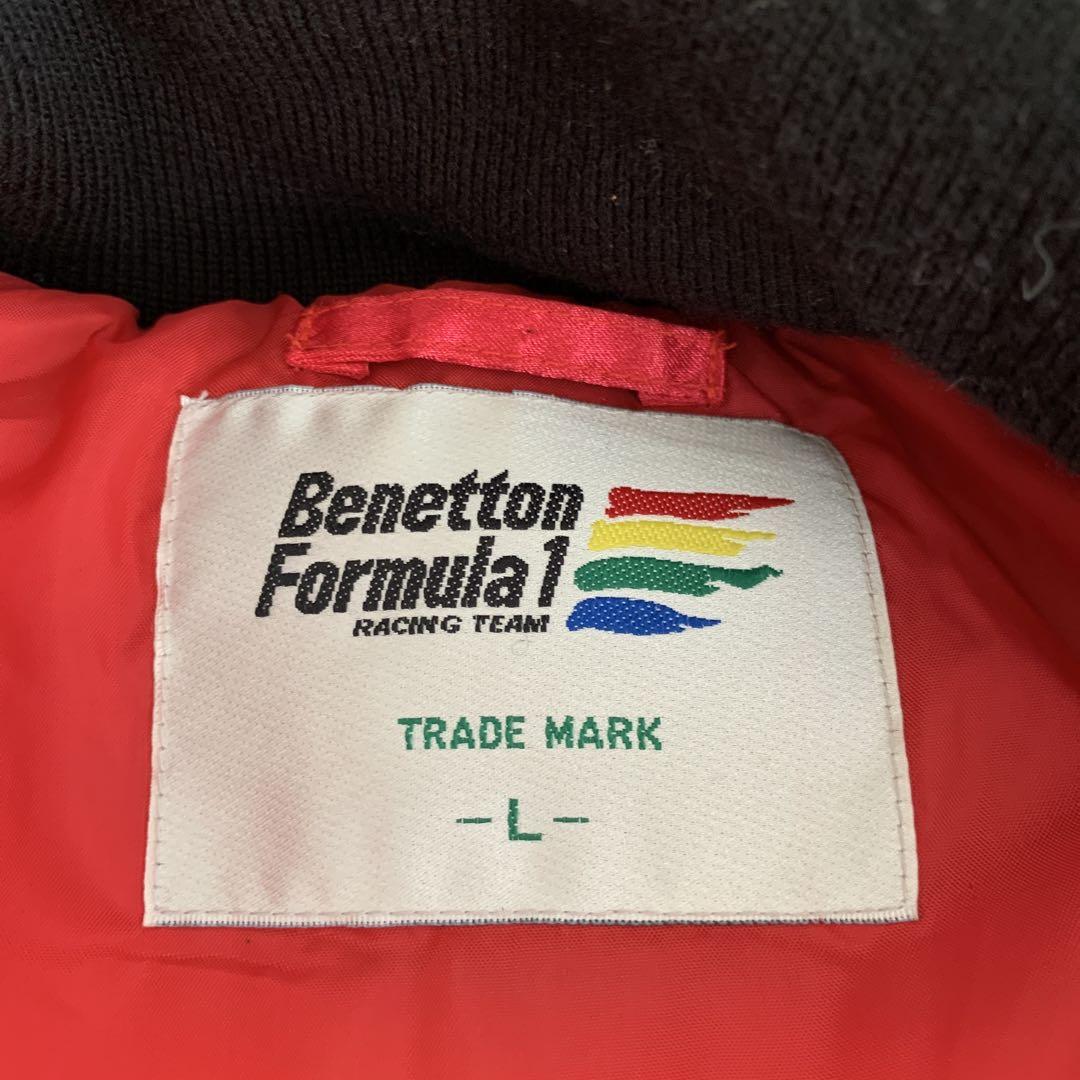 Benetton
Formula 1
RACING TEAM
TRADE MARK
-L-